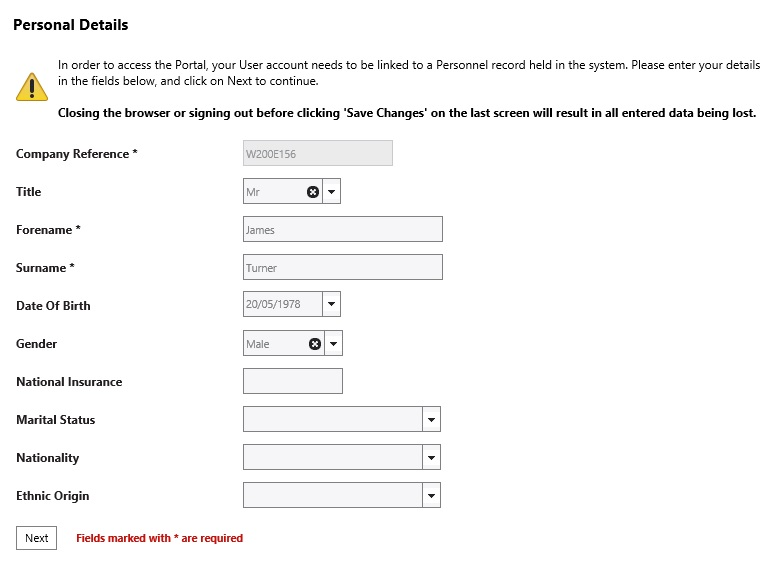 Personal Details
In order to access the Portal, your User account needs to be linked to a Personnel record held in the system. Please enter your details
in the fields below, and click on Next to continue.
Closing the browser or signing out before clicking 'Save Changes' on the last screen will result in all entered data being lost.
Company Reference * W200E156
Title Mr
Forename * James
Surname * Turner
Date Of Birth 20/05/1978
Gender Male
National Insurance
Marital Status
Nationality
Ethnic Origin
Next Fields marked with * are required